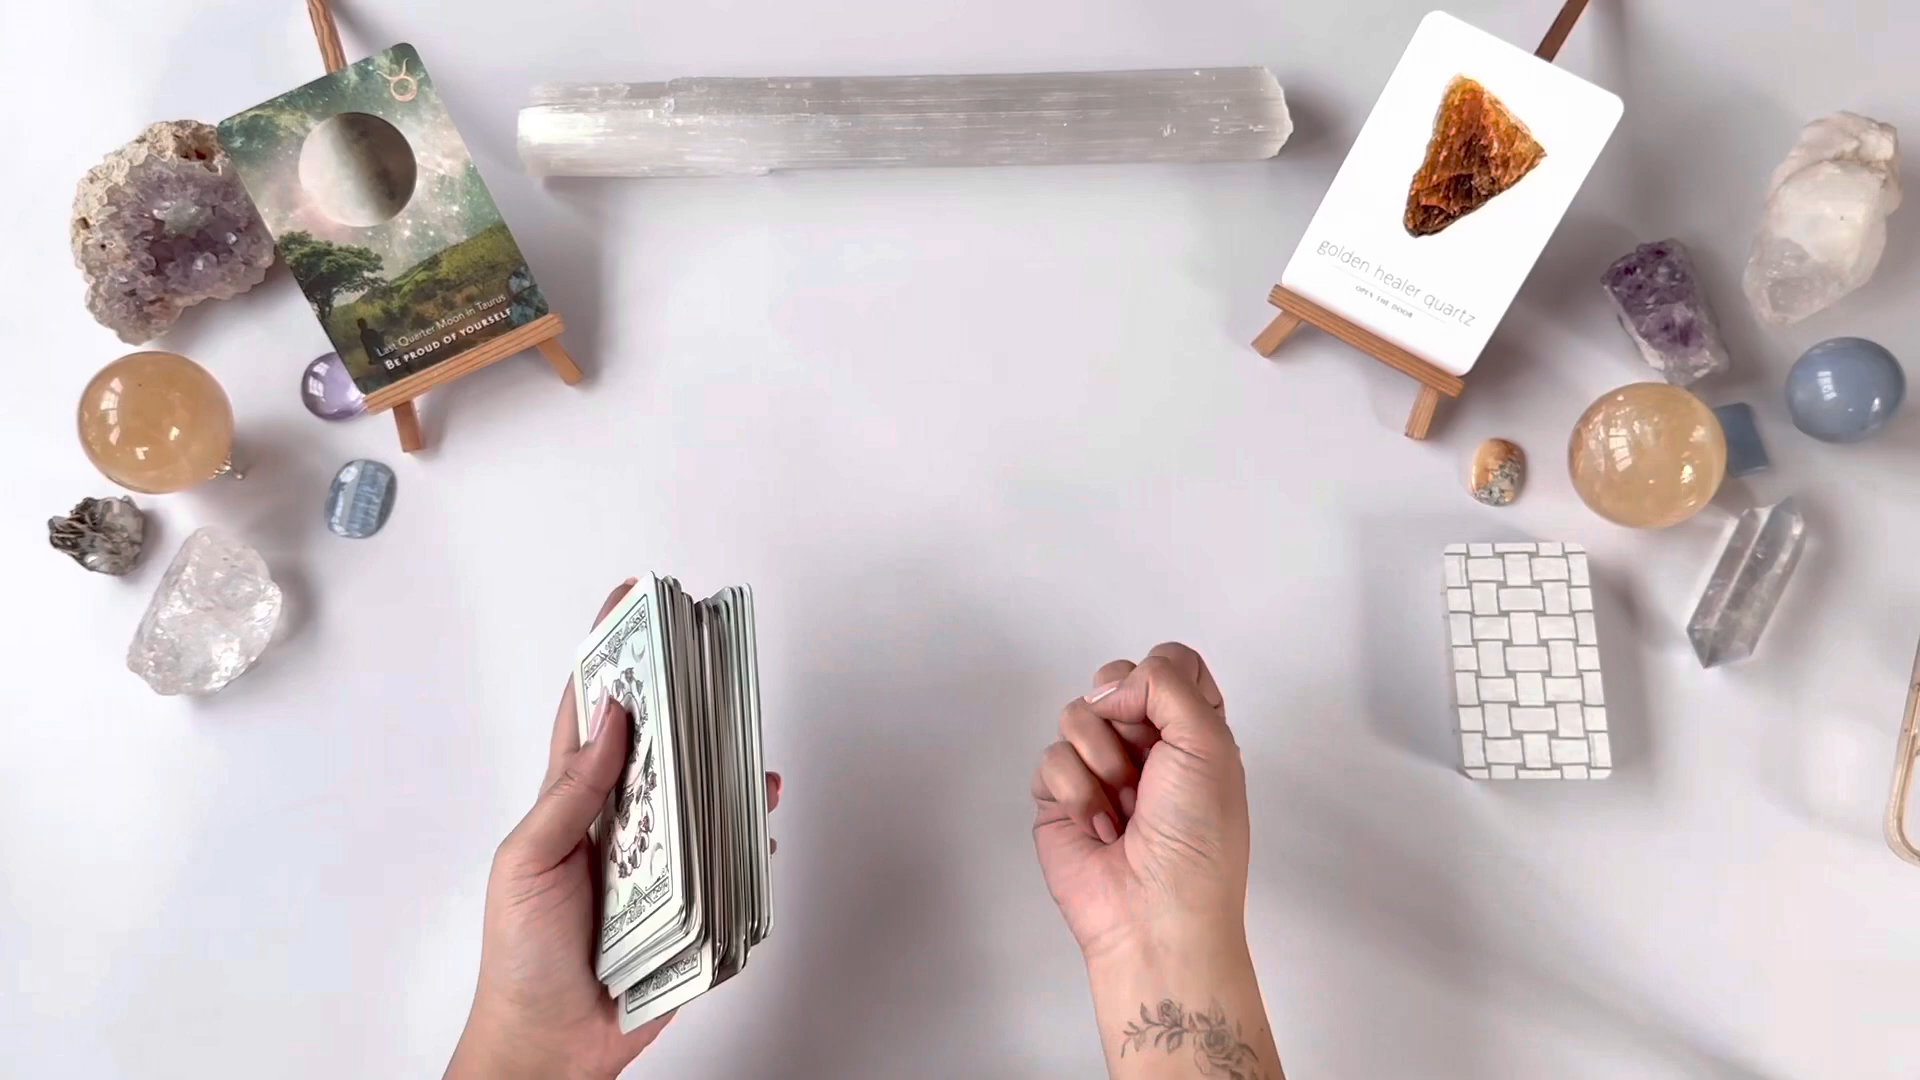 Last Quarter Moon in Taurus
BE PROUD OF YOURSELF
golden healer quartz
OPEN THE DOOR